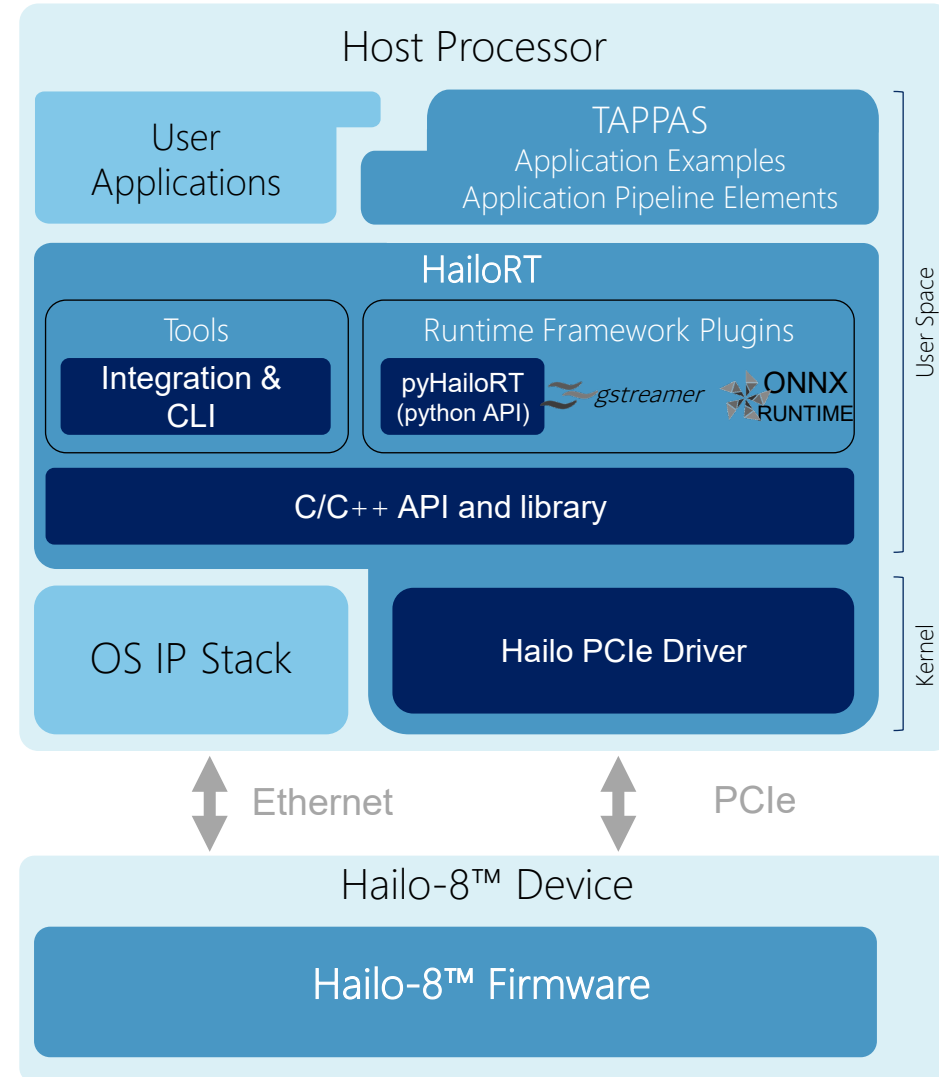 Host Processor
User
Applications
TAPPAS
Application Examples
Application Pipeline Elements
HailoRT
Tools
Integration &
CLI
Runtime Framework Plugins
pyHailoRT
(python API)
gstreamer
ONNX
RUNTIME
C/C++ API and library
User Space
OS IP Stack
Hailo PCIe Driver
Kernel
Ethernet
PCIe
Hailo-8™ Device
Hailo-8™ Firmware